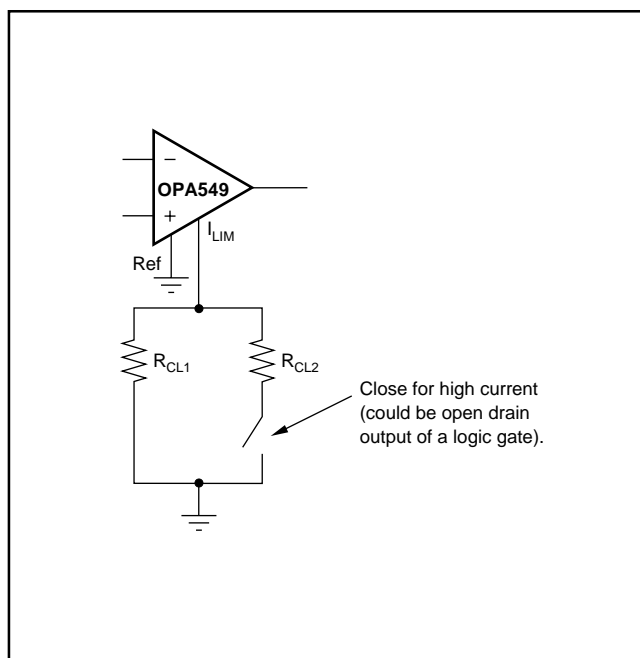 −
OPA549
+
I_LIM
Ref
R_CL1
R_CL2
Close for high current
(could be open drain
output of a logic gate).